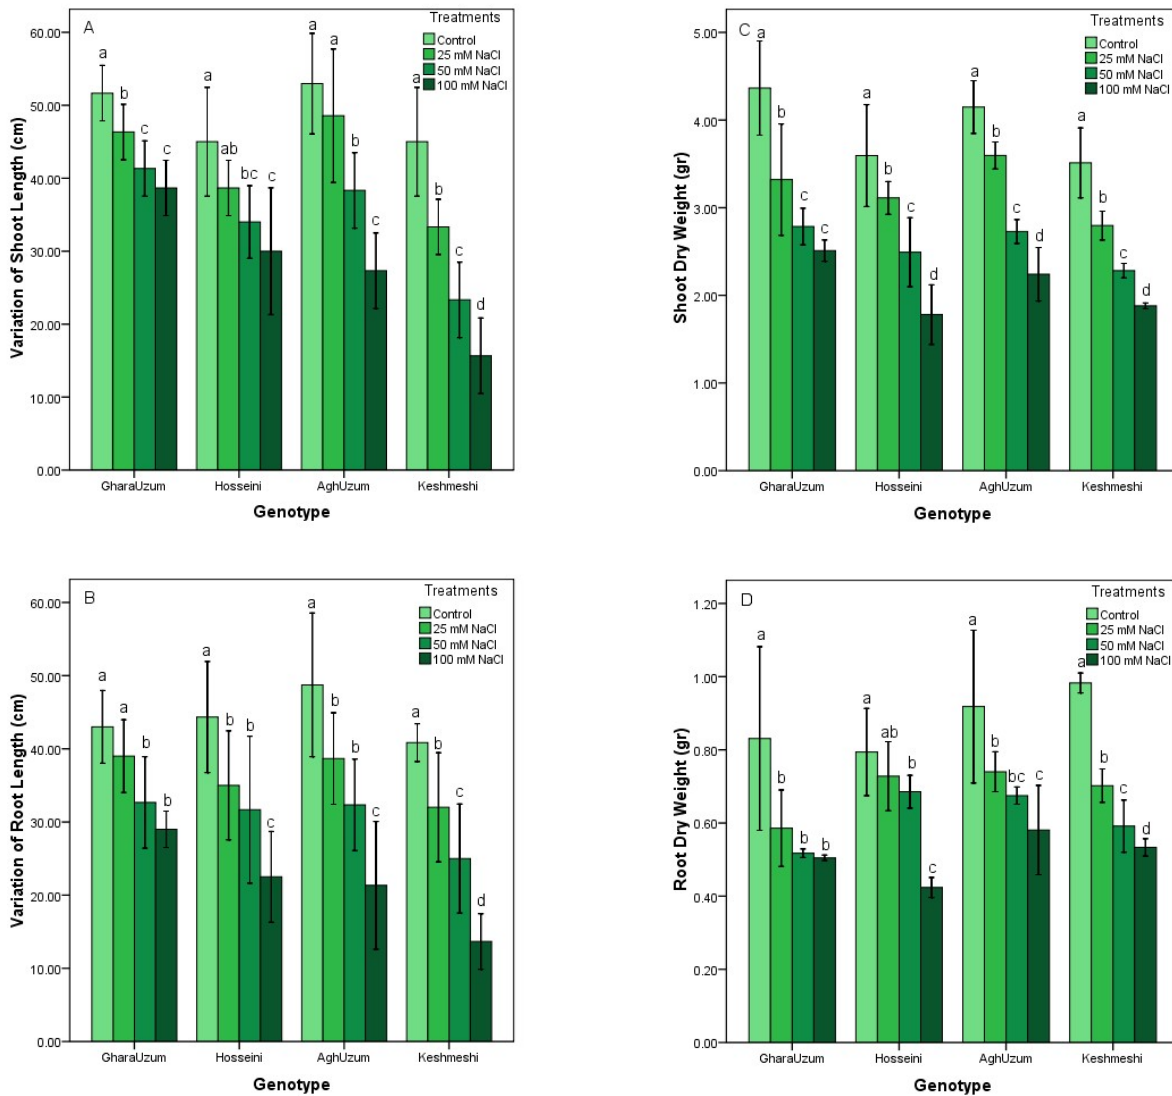 A
Treatments
Control
25 mM NaCl
50 mM NaCl
100 mM NaCl
60.00
50.00
40.00
30.00
20.00
10.00
0.00
Variation of Shoot Length (cm)
a b c c
a ab bc c
a a b c
a b c d
GharaUzum Hosseini AghUzum Keshmeshi
Genotype
C
Treatments
Control
25 mM NaCl
50 mM NaCl
100 mM NaCl
5.00
4.00
3.00
2.00
1.00
0.00
Shoot Dry Weight (gr)
a b c c
a b c d
a b c d
a b c d
GharaUzum Hosseini AghUzum Keshmeshi
Genotype
B
Treatments
Control
25 mM NaCl
50 mM NaCl
100 mM NaCl
60.00
50.00
40.00
30.00
20.00
10.00
0.00
Variation of Root Length (cm)
a a b b
a b b c
a b b c
a b c d
GharaUzum Hosseini AghUzum Keshmeshi
Genotype
D
Treatments
Control
25 mM NaCl
50 mM NaCl
100 mM NaCl
1.20
1.00
0.80
0.60
0.40
0.20
0.00
Root Dry Weight (gr)
a b b b
a ab b c
a b bc c
a b c d
GharaUzum Hosseini AghUzum Keshmeshi
Genotype